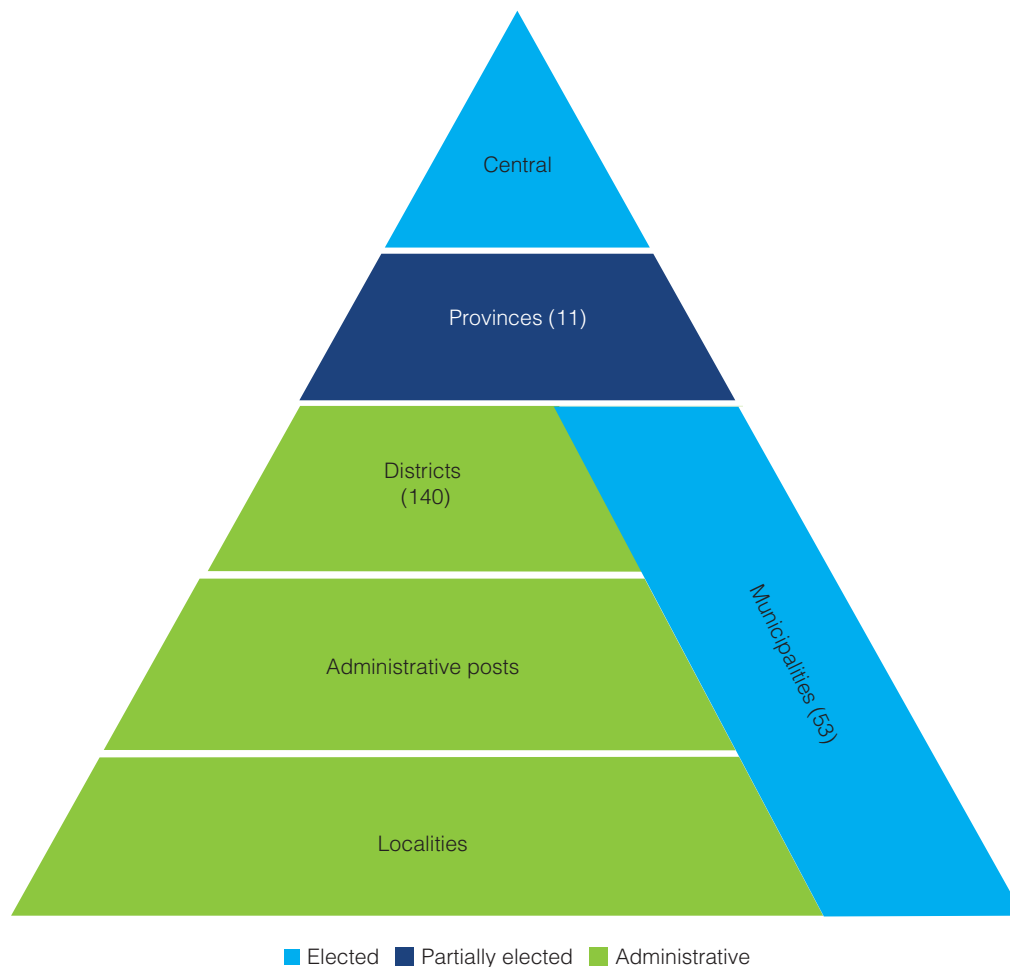 Central
Provinces (11)
Districts
(140)
Municipalities (53)
Administrative posts
Localities
Elected Partially elected Administrative